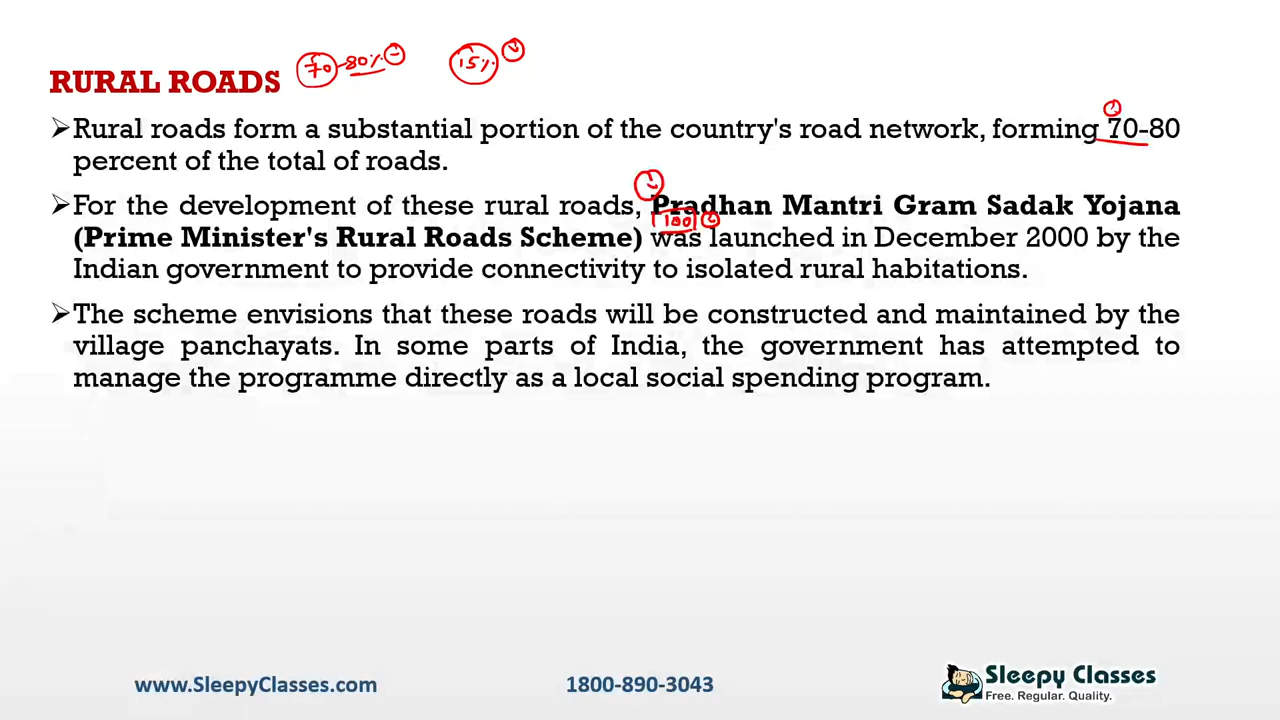 RURAL ROADS 70-80% 15%
➢Rural roads form a substantial portion of the country's road network, forming 70-80
percent of the total of roads.
➢For the development of these rural roads, Pradhan Mantri Gram Sadak Yojana
100
(Prime Minister's Rural Roads Scheme) was launched in December 2000 by the
Indian government to provide connectivity to isolated rural habitations.
➢The scheme envisions that these roads will be constructed and maintained by the
village panchayats. In some parts of India, the government has attempted to
manage the programme directly as a local social spending program.
www.SleepyClasses.com 1800-890-3043 Sleepy Classes
Free. Regular. Quality.